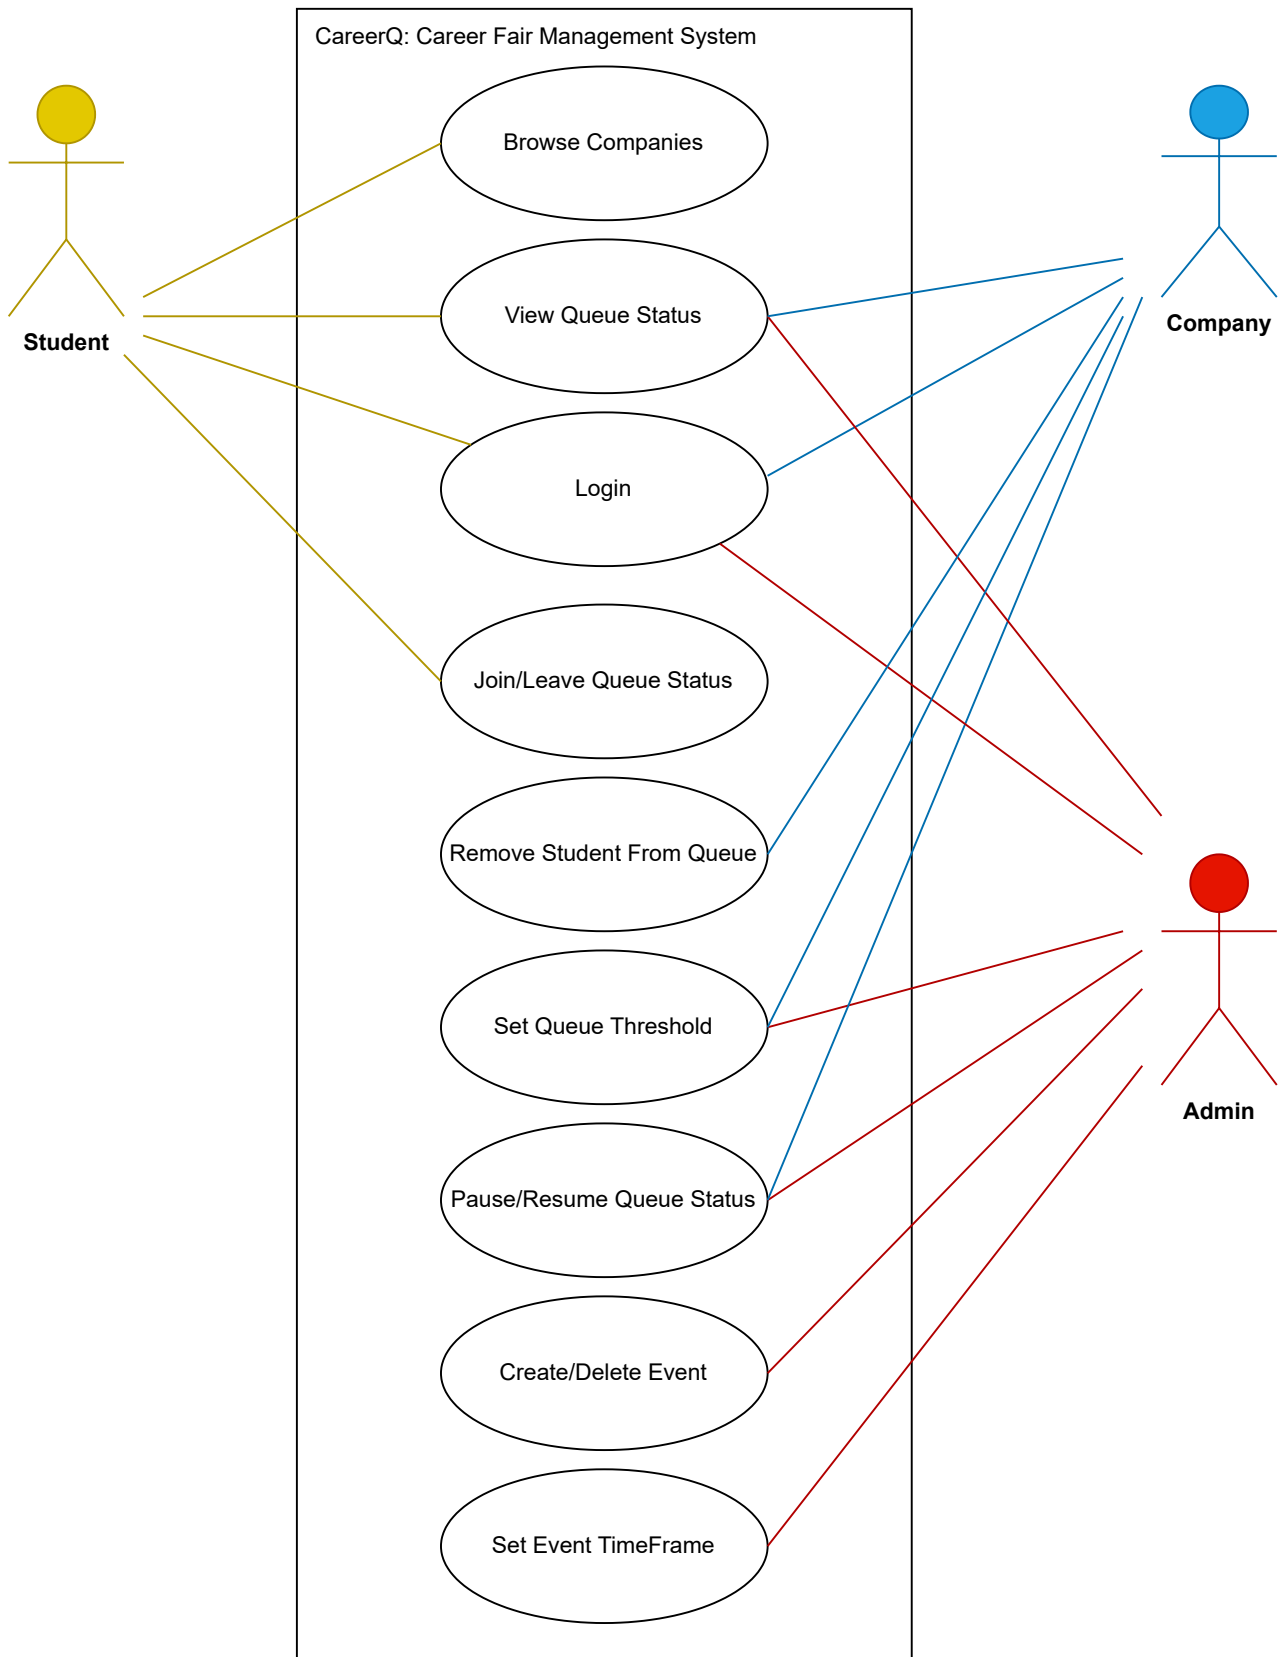 CareerQ: Career Fair Management System
Browse Companies
View Queue Status
Student
Company
Login
Join/Leave Queue Status
Remove Student From Queue
Set Queue Threshold
Admin
Pause/Resume Queue Status
Create/Delete Event
Set Event TimeFrame